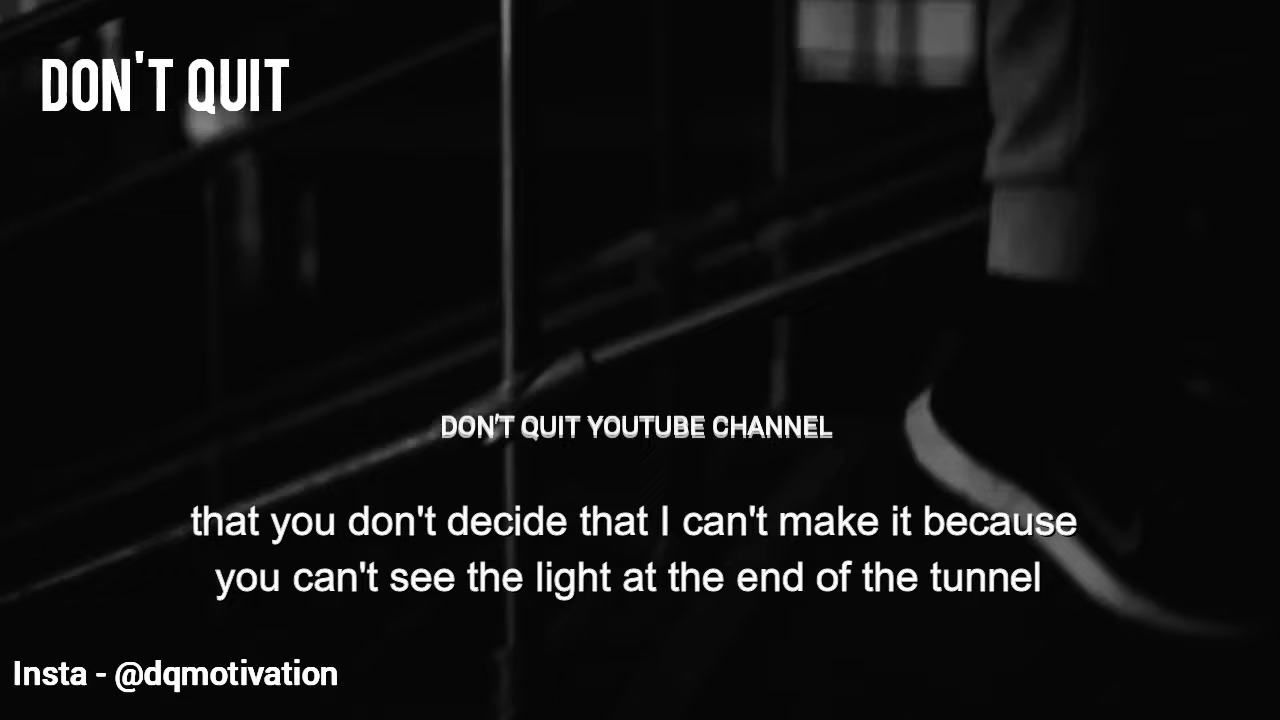 DON'T QUIT
DON'T QUIT YOUTUBE CHANNEL
that you don't decide that I can't make it because
you can't see the light at the end of the tunnel
Insta - @dqmotivation